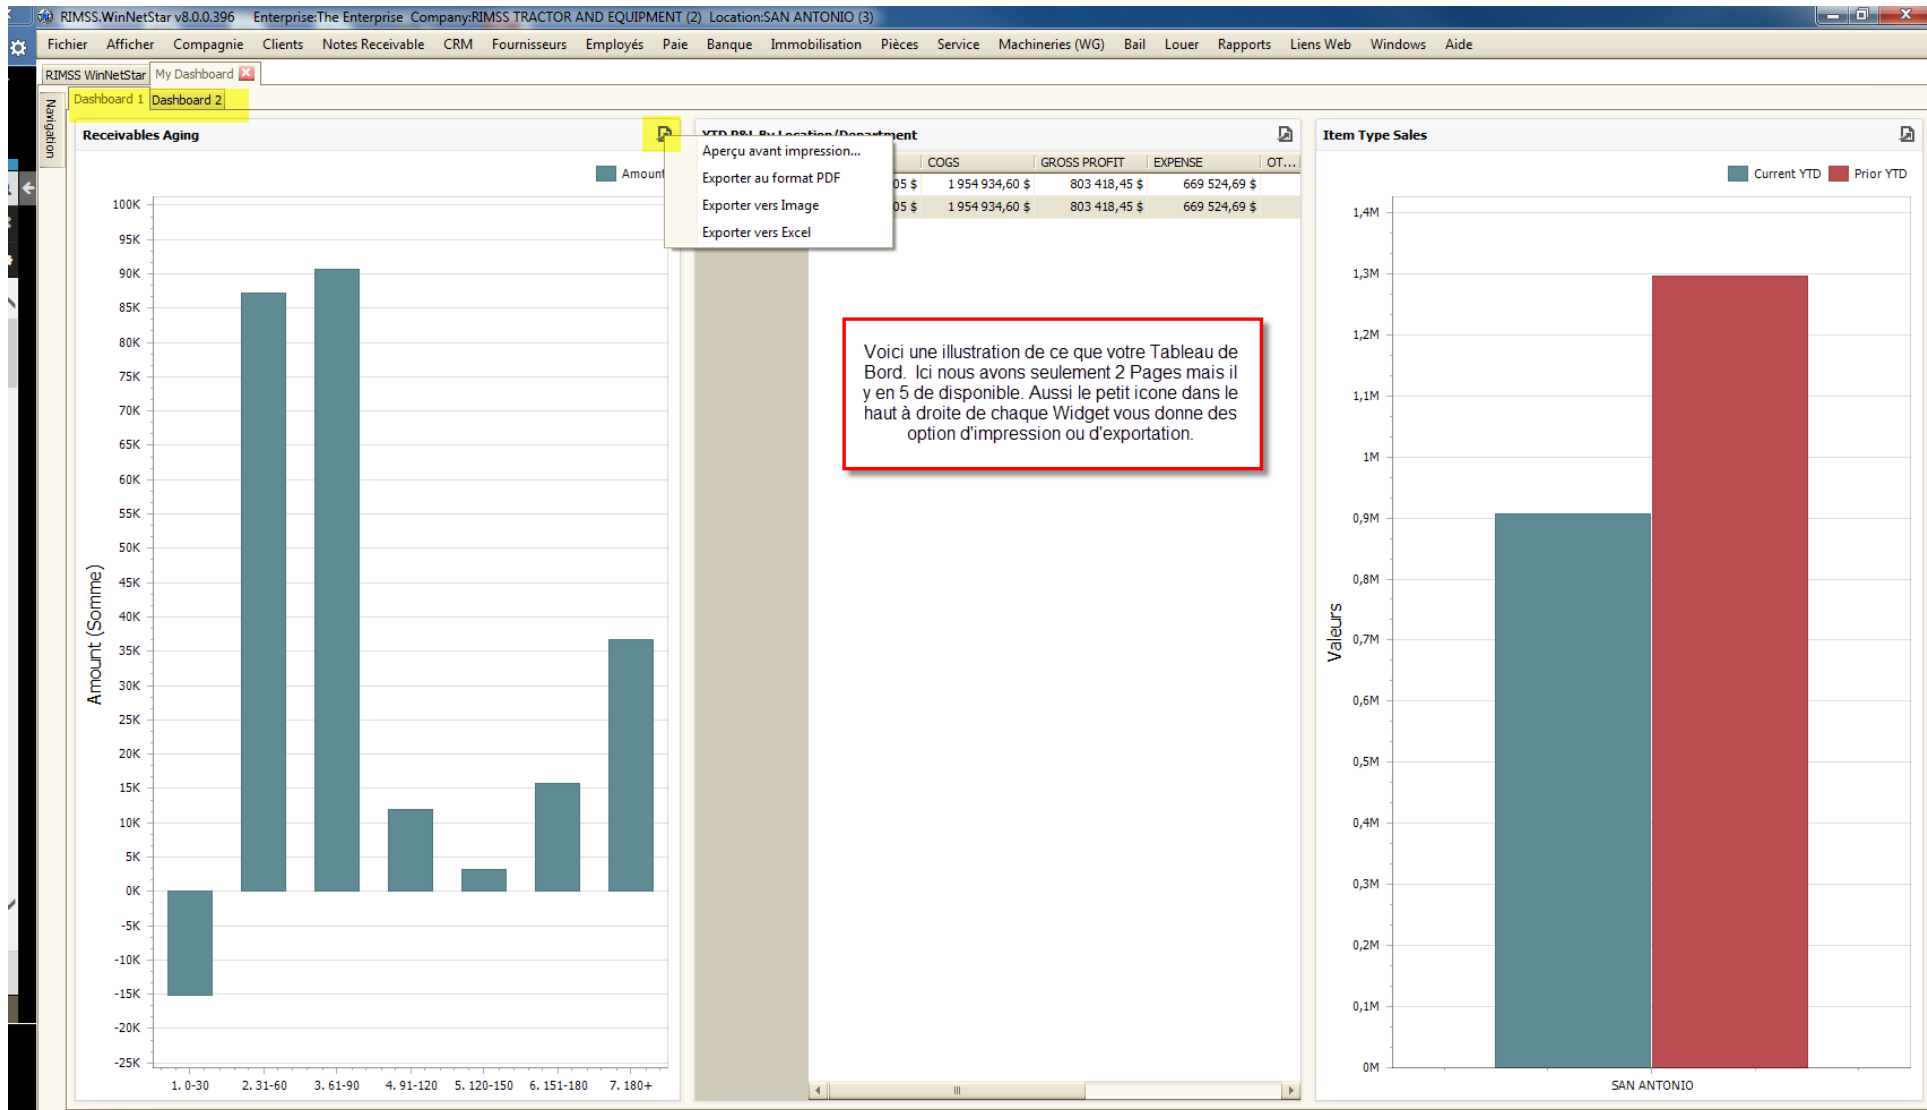 RIMSS.WinNetStar v8.0.0.396 Enterprise:The Enterprise Company:RIMSS TRACTOR AND EQUIPMENT (2) Location:SAN ANTONIO (3)
Fichier Afficher Compagnie Clients Notes Receivable CRM Fournisseurs Employés Paie Banque Immobilisation Pièces Service Machineries (WG) Bail Louer Rapports Liens Web Windows Aide
RIMSS WinNetStar My Dashboard
Navigation
Dashboard 1 Dashboard 2
Receivables Aging
Amount
100K
95K
90K
85K
80K
75K
70K
65K
60K
55K
50K
45K
40K
35K
30K
25K
20K
15K
10K
5K
0K
-5K
-10K
-15K
-20K
-25K
Amount (Somme)
1. 0-30 2. 31-60 3. 61-90 4. 91-120 5. 120-150 6. 151-180 7. 180+
Aperçu avant impression...
Exporter au format PDF
Exporter vers Image
Exporter vers Excel
YTD P&L By Location/Department
COGS GROSS PROFIT EXPENSE OT...
05 $ 1 954 934,60 $ 803 418,45 $ 669 524,69 $
05 $ 1 954 934,60 $ 803 418,45 $ 669 524,69 $
Voici une illustration de ce que votre Tableau de
Bord. Ici nous avons seulement 2 Pages mais il
y en 5 de disponible. Aussi le petit icone dans le
haut à droite de chaque Widget vous donne des
option d'impression ou d'exportation.
Item Type Sales
Current YTD Prior YTD
1,4M
1,3M
1,2M
1,1M
1M
0,9M
0,8M
0,7M
0,6M
0,5M
0,4M
0,3M
0,2M
0,1M
0M
Valeurs
SAN ANTONIO